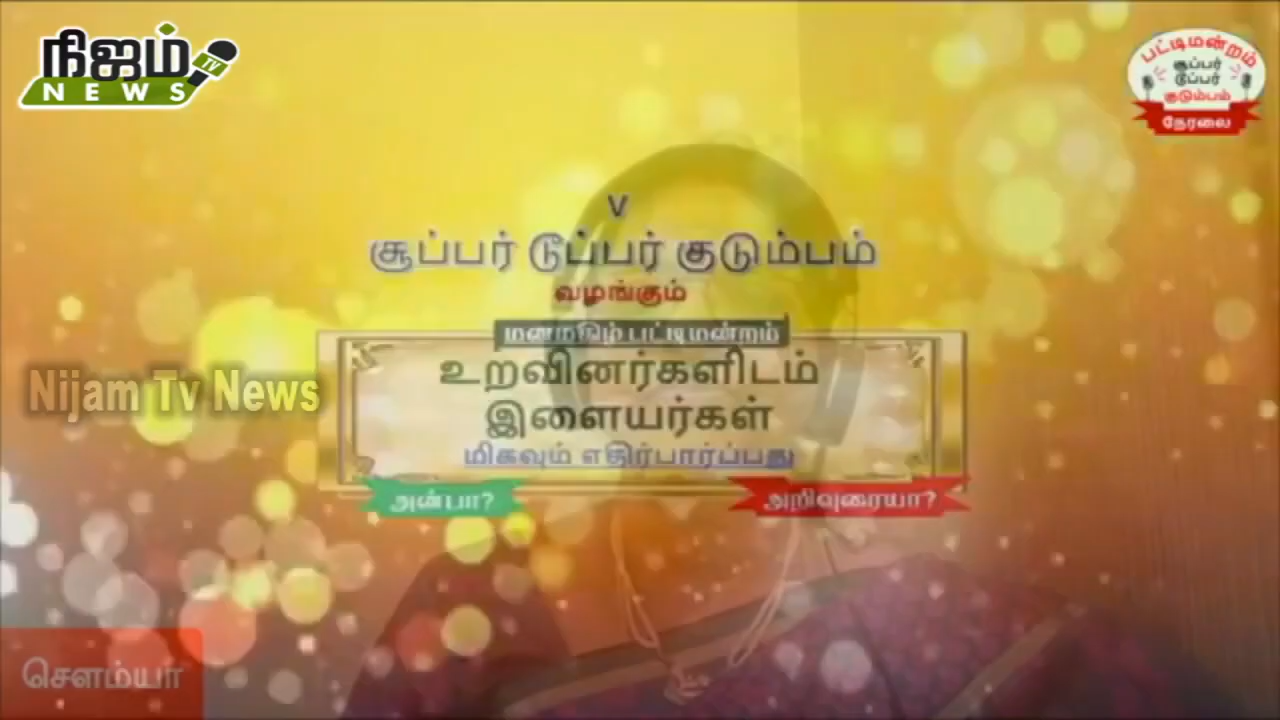 நிஜம்
TV
NEWS
பட்டிமன்றம்
சூப்பர்
டூப்பர்
குடும்பம்
நேரலை
V
சூப்பர் டூப்பர் குடும்பம்
வழங்கும்
மனமகிழ் பட்டிமன்றம்
உறவினர்களிடம்
இளையர்கள்
மிகவும் எதிர்பார்ப்பது
அன்பா?
அறிவுரையா?
Nijam Tv News
சௌம்யா